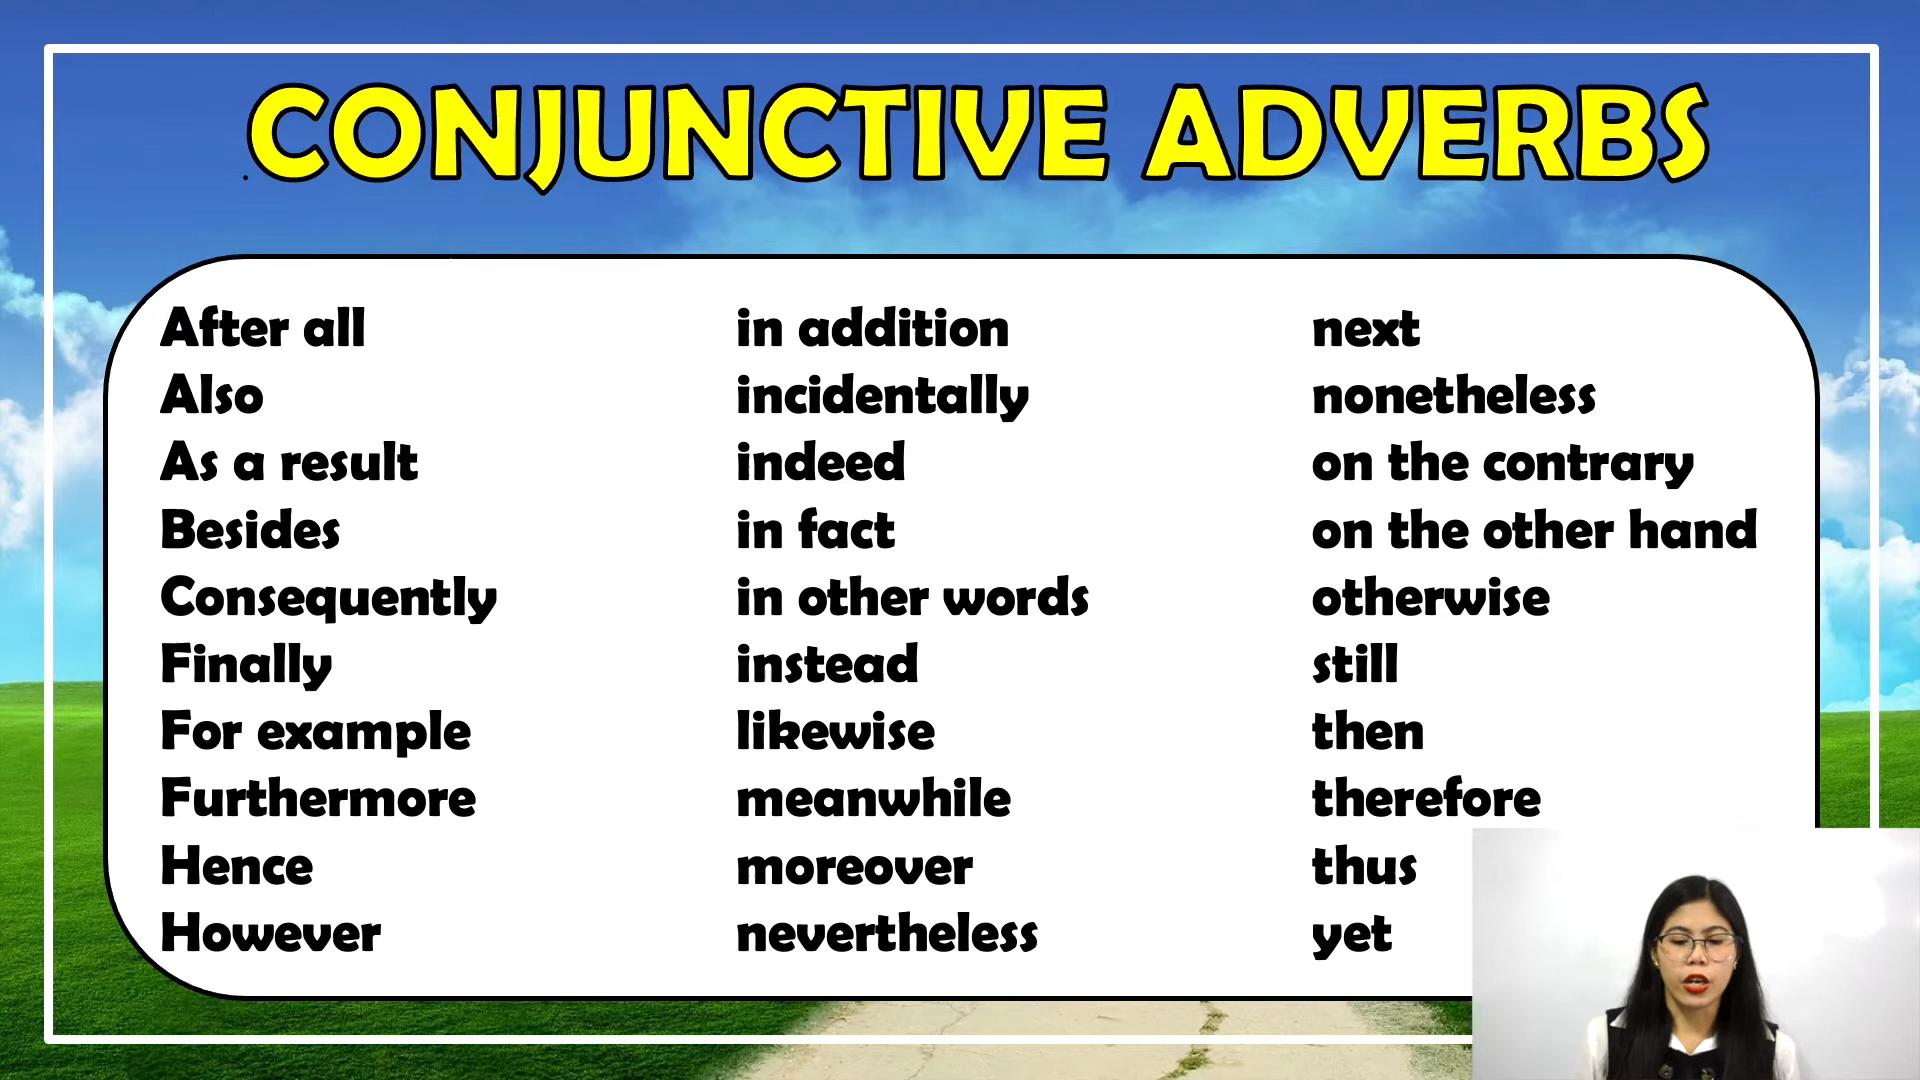 CONJUNCTIVE ADVERBS
After all
Also
As a result
Besides
Consequently
Finally
For example
Furthermore
Hence
However
in addition
incidentally
indeed
in fact
in other words
instead
likewise
meanwhile
moreover
nevertheless
next
nonetheless
on the contrary
on the other hand
otherwise
still
then
therefore
thus
yet